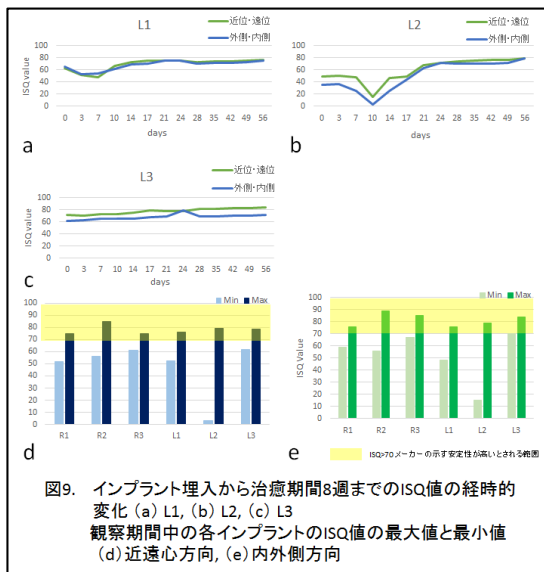 L1
近位・遠位
外側・内側
ISQ value
100
80
60
40
20
0
0 3 7 10 14 17 21 24 28 35 42 49 56
days
a
L2
近位・遠位
外側・内側
ISQ value
100
80
60
40
20
0
0 3 7 10 14 17 21 24 28 35 42 49 56
days
b
L3
近位・遠位
外側・内側
ISQ value
100
80
60
40
20
0
0 3 7 10 14 17 21 24 28 35 42 49 56
days
c
Min Max
100
90
80
70
60
50
40
30
20
10
0
R1 R2 R3 L1 L2 L3
d
Min Max
ISQ Value
100
90
80
70
60
50
40
30
20
10
0
R1 R2 R3 L1 L2 L3
e
ISQ>70メーカーの示す安定性が高いとされる範囲
図9. インプラント埋入から治癒期間8週までのISQ値の経時的
変化 (a) L1, (b) L2, (c) L3
観察期間中の各インプラントのISQ値の最大値と最小値
(d)近遠心方向, (e)内外側方向